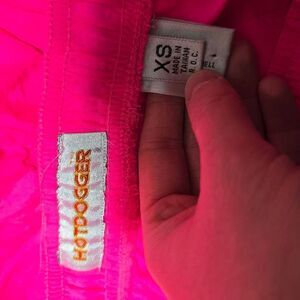 XS
MADE IN
TAIWAN
R.O.C.
HOTDOGGER